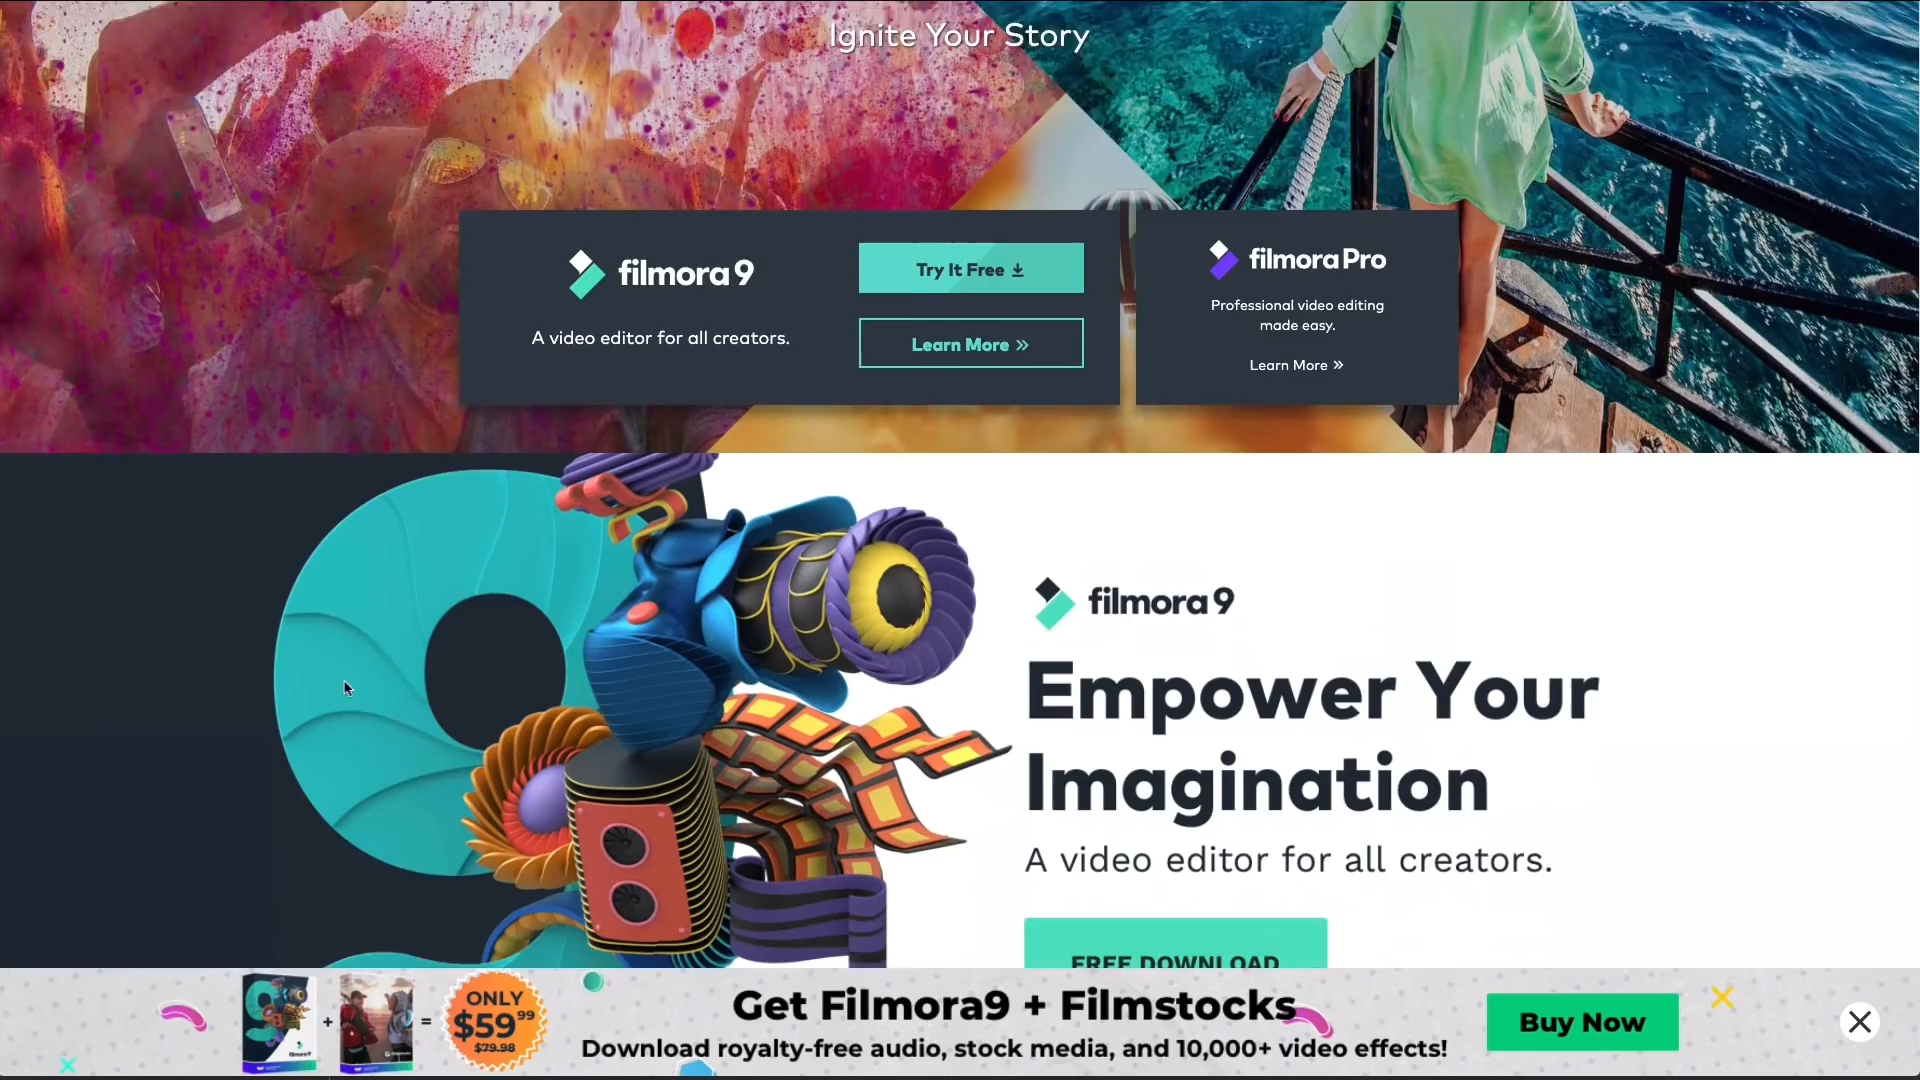 Ignite Your Story
filmora9
A video editor for all creators.
Try It Free
Learn More »
filmoraPro
Professional video editing
made easy.
Learn More »
filmora9
Empower Your
Imagination
A video editor for all creators.
FREE DOWNLOAD
+
=
ONLY
$59.99
$79.98
Get Filmora9 + Filmstocks
Download royalty-free audio, stock media, and 10,000+ video effects!
Buy Now